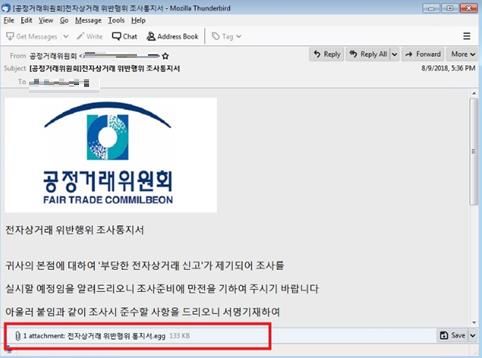 [공정거래위원회]전자상거래 위반행위 조사통지서 - Mozilla Thunderbird
File Edit View Go Message Tools Help
Get Messages Write Chat Address Book Tag
From 공정거래위원회 <
Reply Reply All Forward More
Subject [공정거래위원회]전자상거래 위반행위 조사통지서 8/9/2018, 5:36 PM
To
공정거래위원회
FAIR TRADE COMMILBEON
전자상거래 위반행위 조사통지서
귀사의 본점에 대하여 '부당한 전자상거래 신고'가 제기되어 조사를
실시할 예정임을 알려드리오니 조사준비에 만전을 기하여 주시기 바랍니다
아울러 붙임과 같이 조사시 준수할 사항을 드리오니 서명기재하여
1 attachment: 전자상거래 위반행위 통지서.egg 133 KB Save